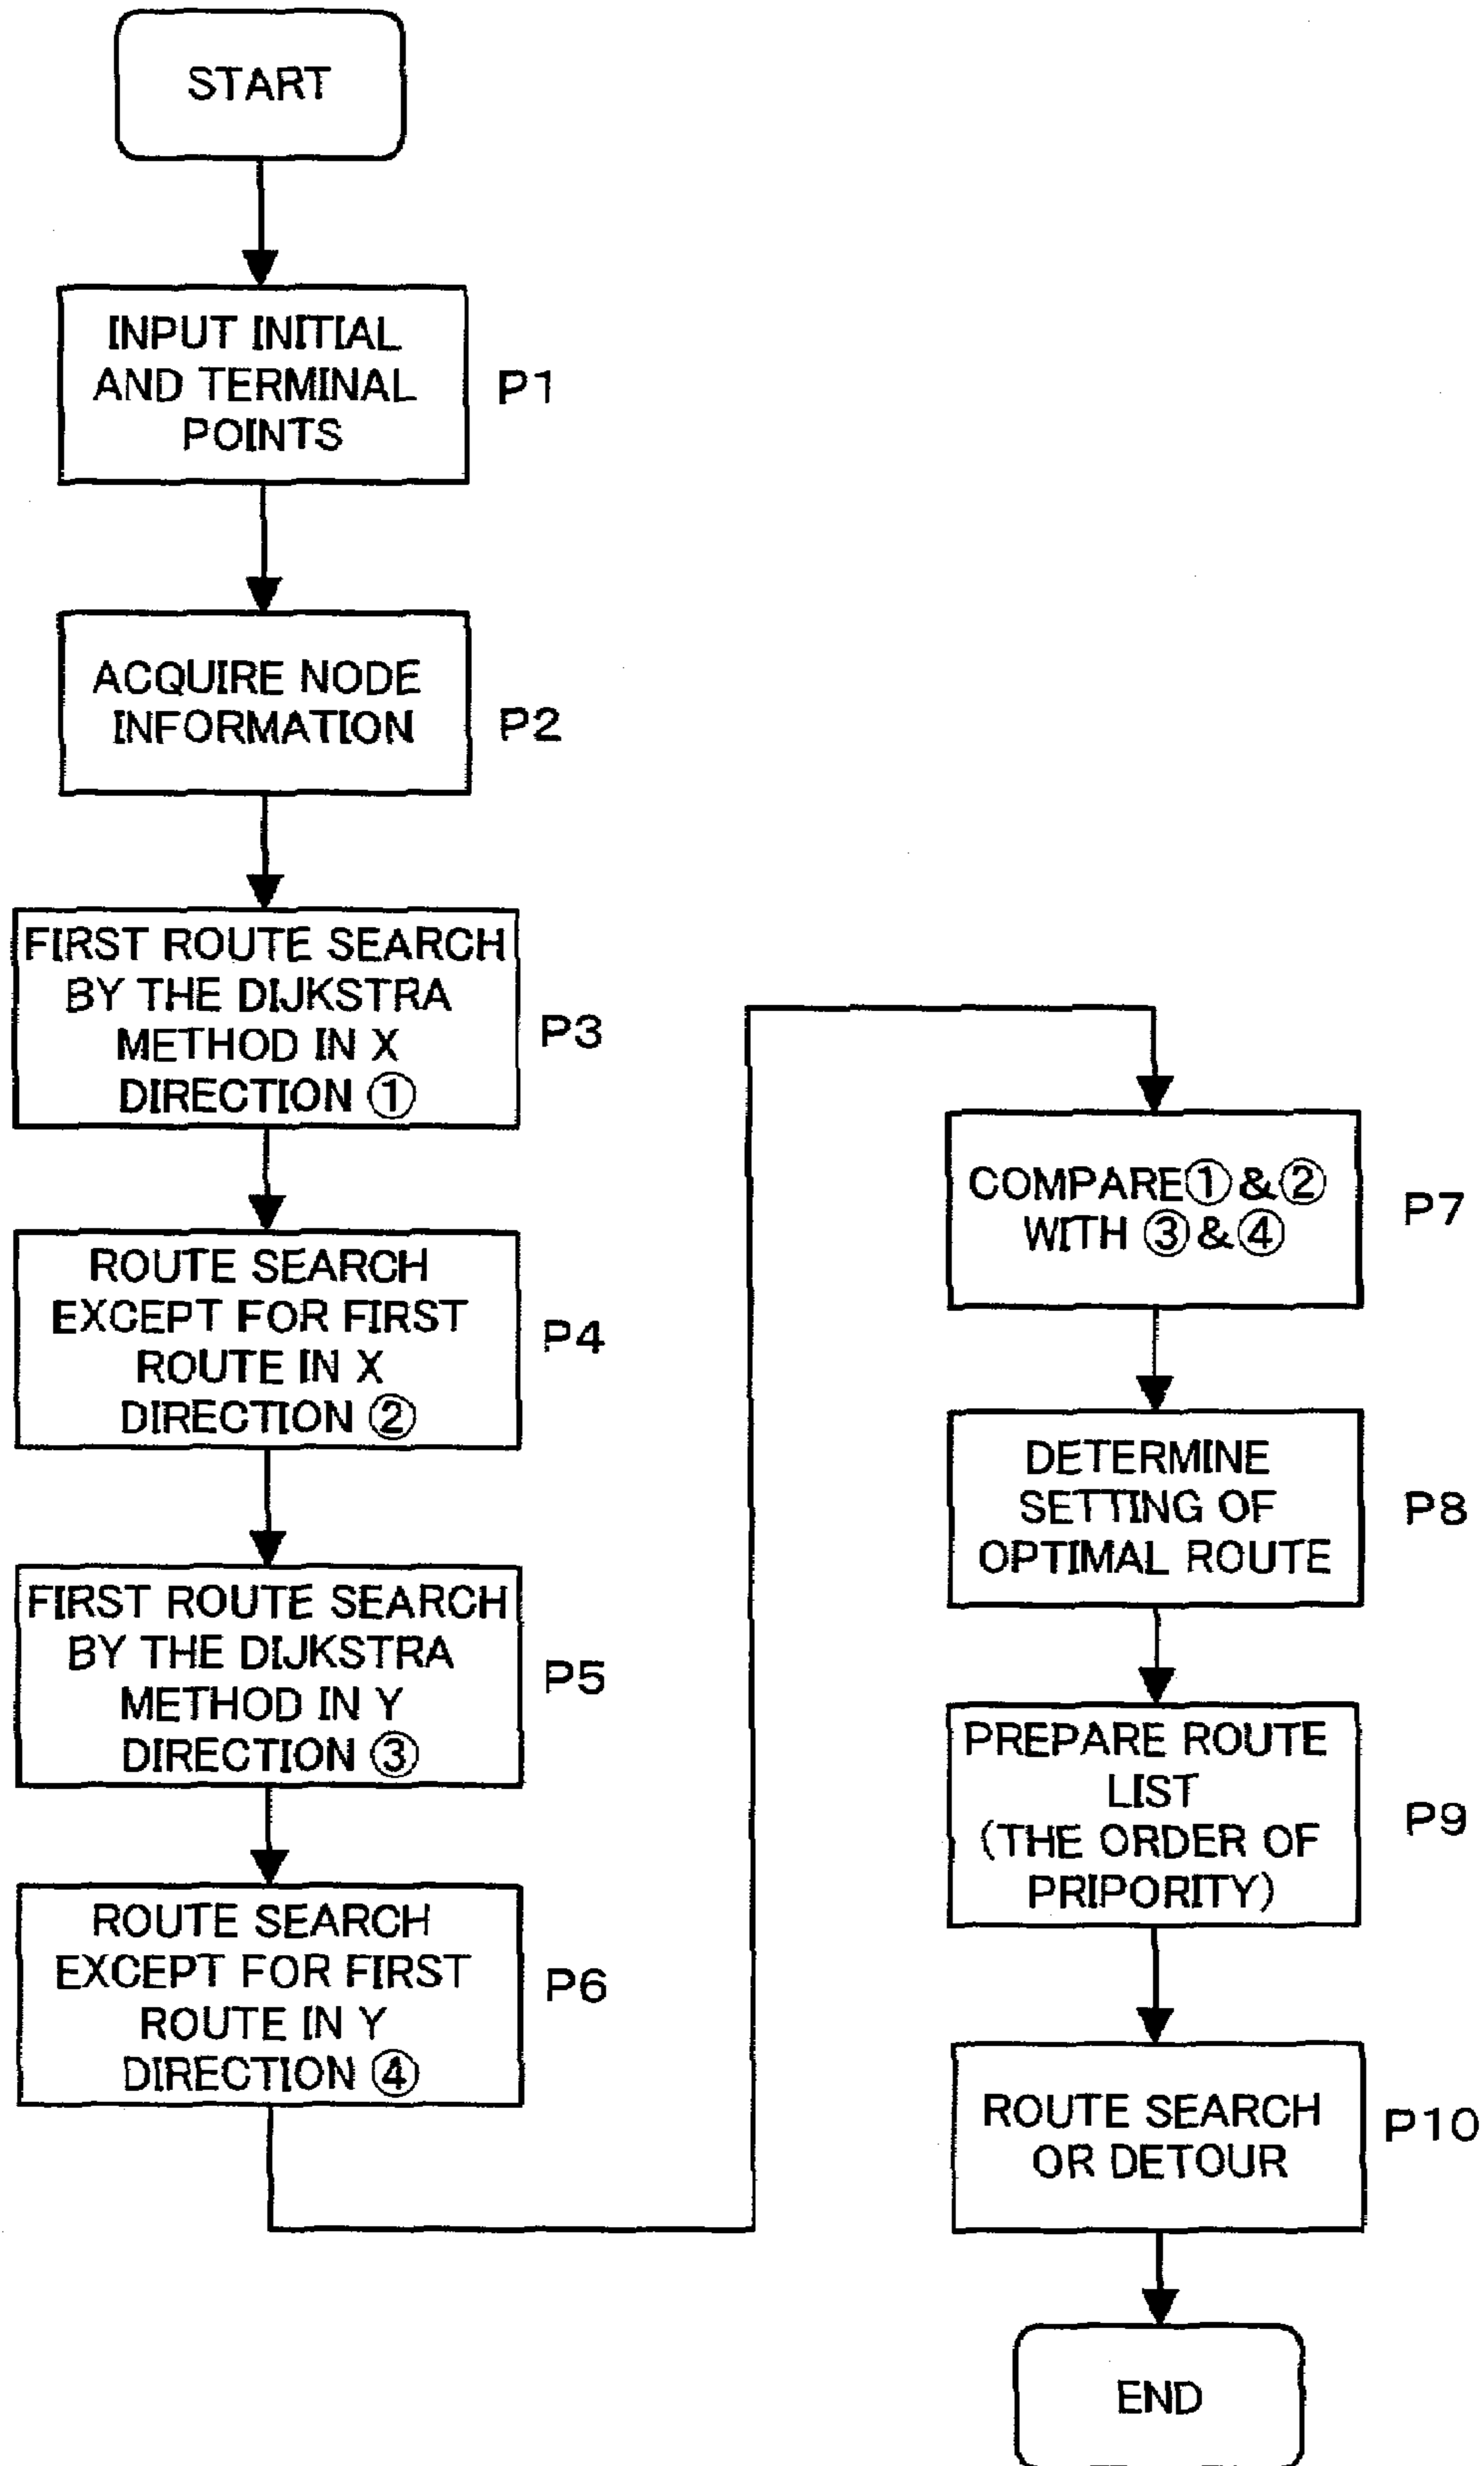 START
INPUT INITIAL
AND TERMINAL
POINTS
P1
ACQUIRE NODE
INFORMATION
P2
FIRST ROUTE SEARCH
BY THE DIJKSTRA
METHOD IN X
DIRECTION ①
P3
ROUTE SEARCH
EXCEPT FOR FIRST
ROUTE IN X
DIRECTION ②
P4
FIRST ROUTE SEARCH
BY THE DIJKSTRA
METHOD IN Y
DIRECTION ③
P5
ROUTE SEARCH
EXCEPT FOR FIRST
ROUTE IN Y
DIRECTION ④
P6
COMPARE① & ②
WITH ③&④
P7
DETERMINE
SETTING OF
OPTIMAL ROUTE
P8
PREPARE ROUTE
LIST
(THE ORDER OF
PRIPORITY)
P9
ROUTE SEARCH
OR DETOUR
P10
END